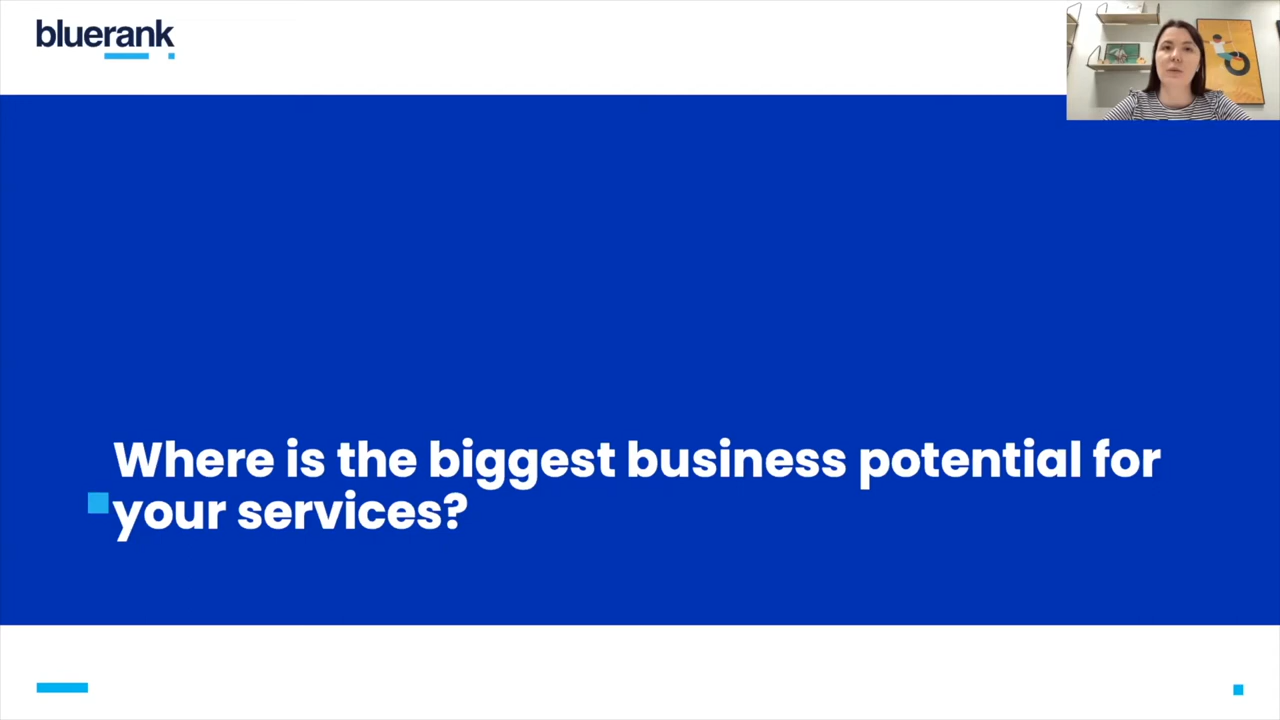 bluerank
Where is the biggest business potential for
your services?